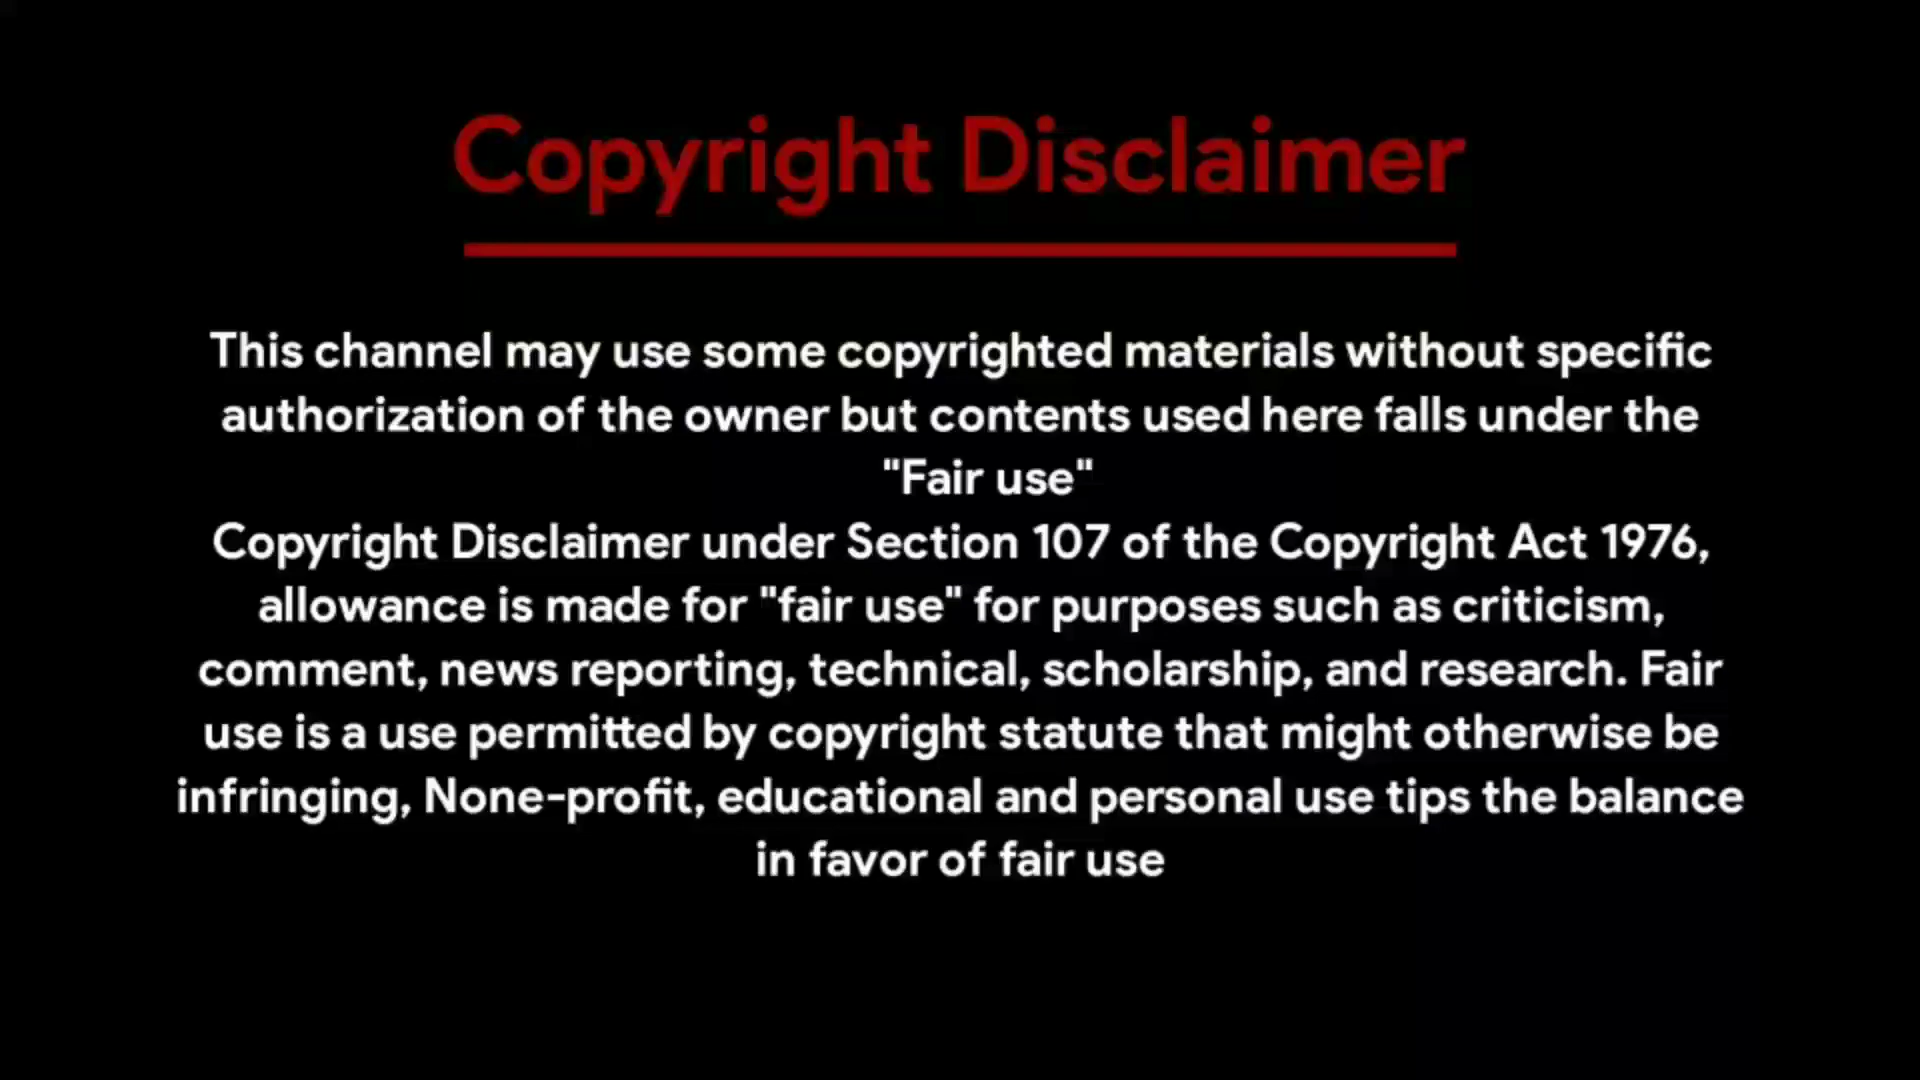 Copyright Disclaimer
This channel may use some copyrighted materials without specific
authorization of the owner but contents used here falls under the
"Fair use"
Copyright Disclaimer under Section 107 of the Copyright Act 1976,
allowance is made for "fair use" for purposes such as criticism,
comment, news reporting, technical, scholarship, and research. Fair
use is a use permitted by copyright statute that might otherwise be
infringing, None-profit, educational and personal use tips the balance
in favor of fair use